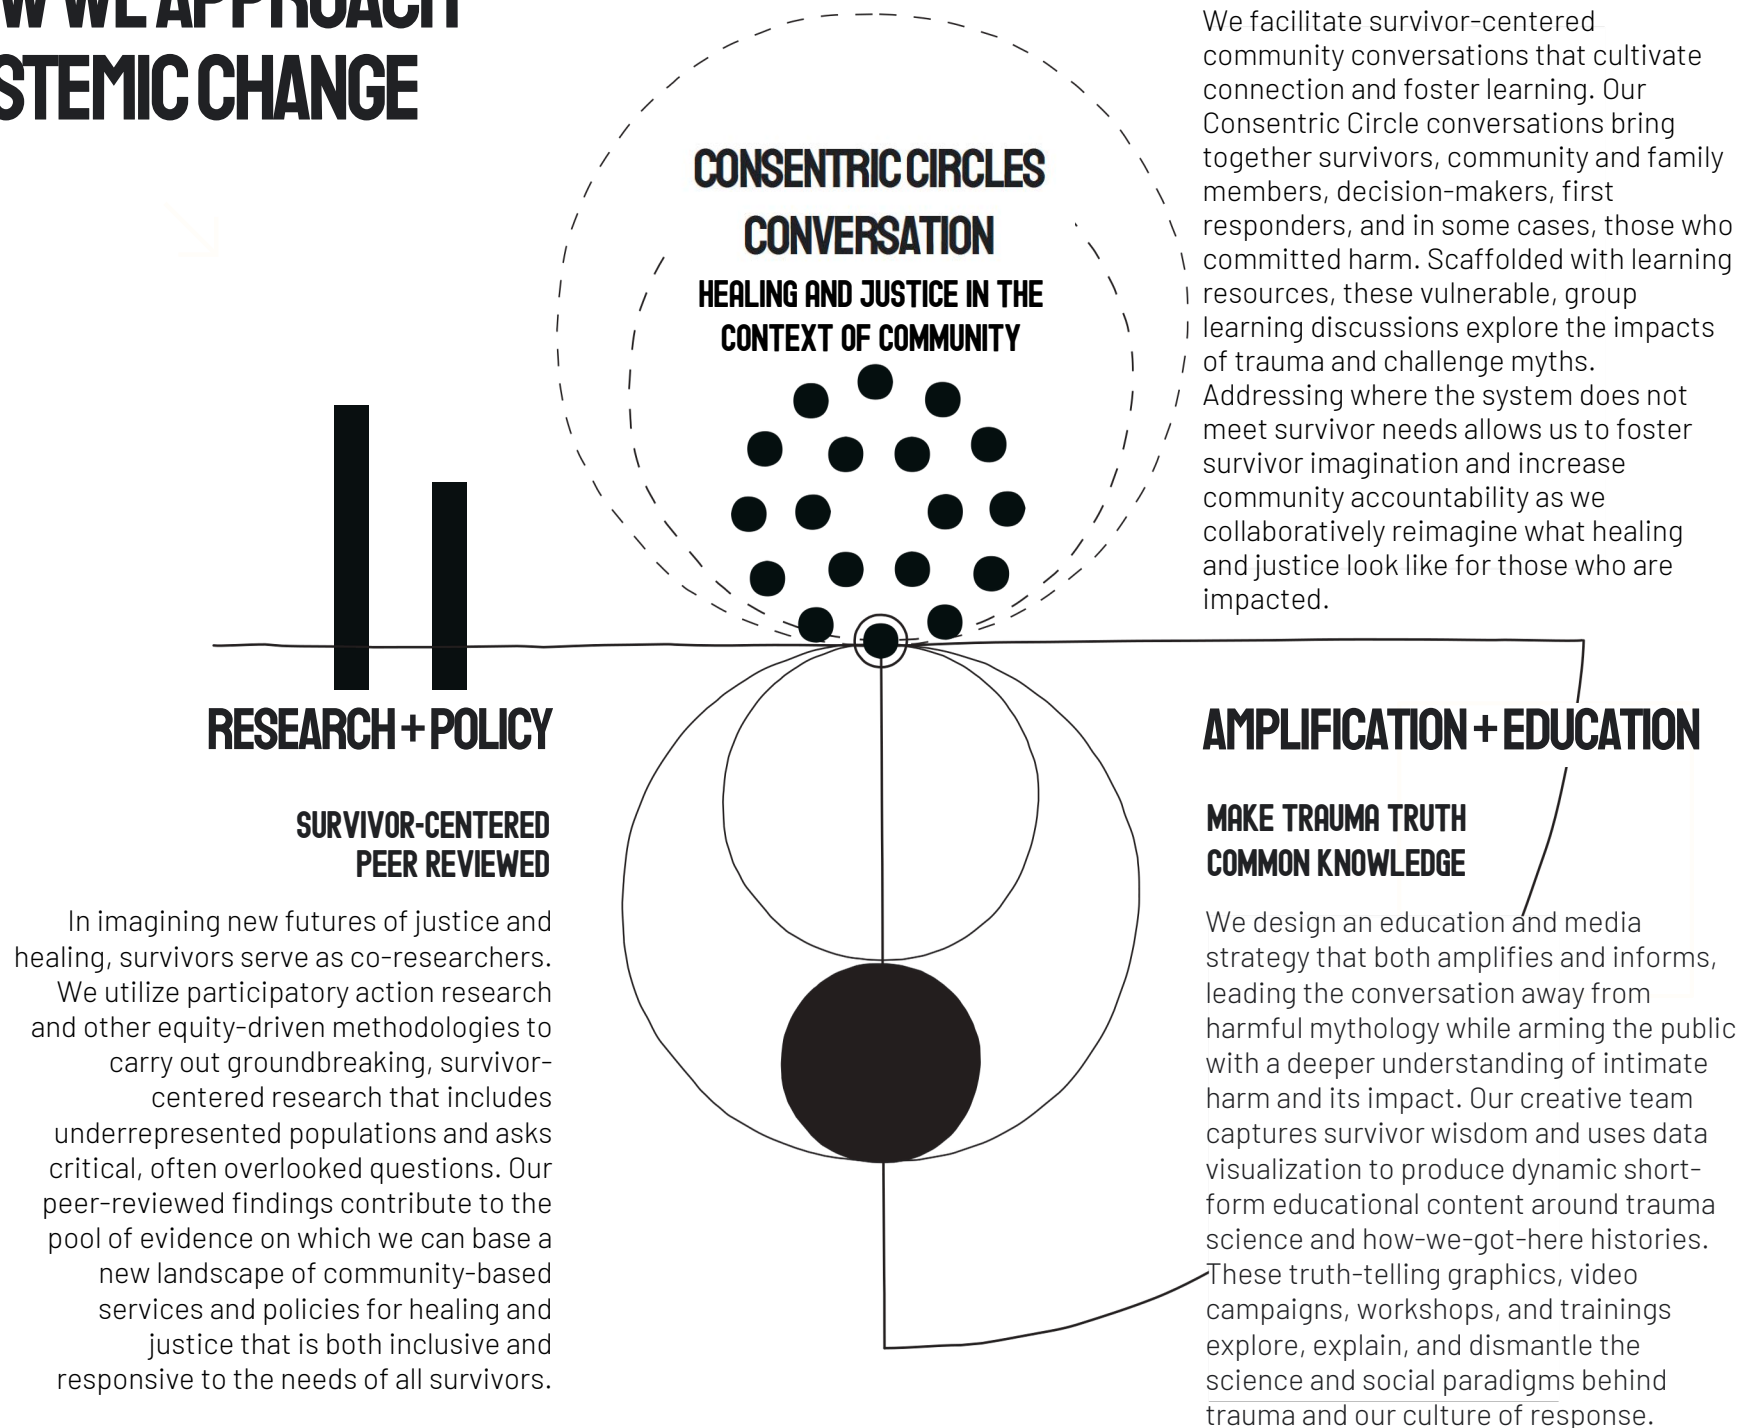 W WE APPROACH
STEMIC CHANGE
CONSENTRIC CIRCLES
CONVERSATION
HEALING AND JUSTICE IN THE
CONTEXT OF COMMUNITY
We facilitate survivor-centered
community conversations that cultivate
connection and foster learning. Our
Consentric Circle conversations bring
together survivors, community and family
members, decision-makers, first
responders, and in some cases, those who
committed harm. Scaffolded with learning
resources, these vulnerable, group
learning discussions explore the impacts
of trauma and challenge myths.
Addressing where the system does not
meet survivor needs allows us to foster
survivor imagination and increase
community accountability as we
collaboratively reimagine what healing
and justice look like for those who are
impacted.
RESEARCH + POLICY
SURVIVOR-CENTERED
PEER REVIEWED
In imagining new futures of justice and
healing, survivors serve as co-researchers.
We utilize participatory action research
and other equity-driven methodologies to
carry out groundbreaking, survivor-
centered research that includes
underrepresented populations and asks
critical, often overlooked questions. Our
peer-reviewed findings contribute to the
pool of evidence on which we can base a
new landscape of community-based
services and policies for healing and
justice that is both inclusive and
responsive to the needs of all survivors.
AMPLIFICATION + EDUCATION
MAKE TRAUMA TRUTH
COMMON KNOWLEDGE
We design an education and media
strategy that both amplifies and informs,
leading the conversation away from
harmful mythology while arming the public
with a deeper understanding of intimate
harm and its impact. Our creative team
captures survivor wisdom and uses data
visualization to produce dynamic short-
form educational content around trauma
science and how-we-got-here histories.
These truth-telling graphics, video
campaigns, workshops, and trainings
explore, explain, and dismantle the
science and social paradigms behind
trauma and our culture of response.